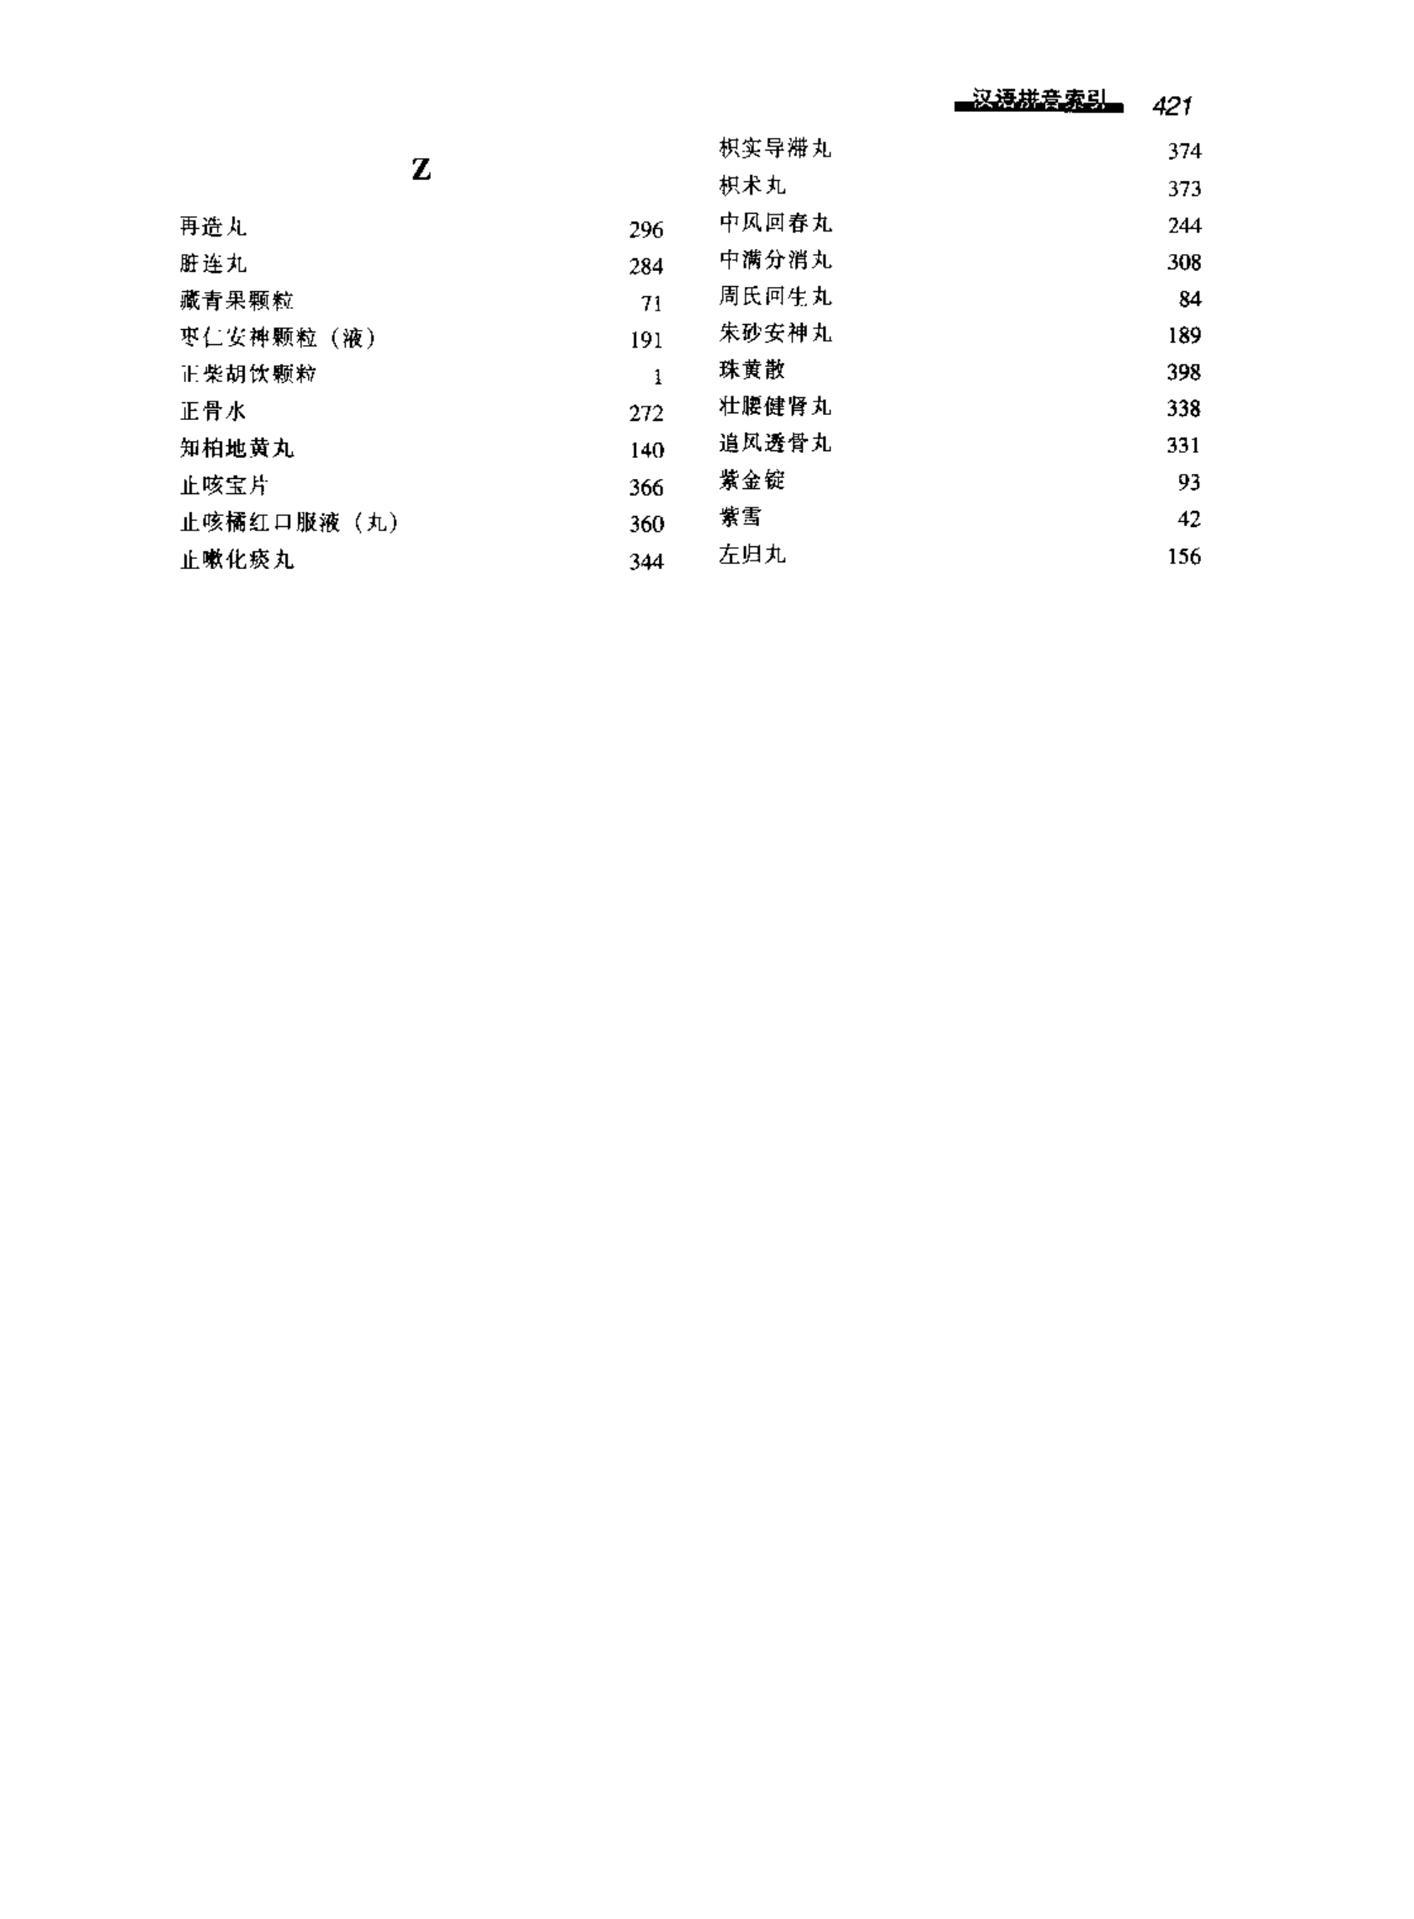 汉语拼音索引 421
Z
再造丸 296
脏连丸 284
藏青果颗粒 71
枣仁安神颗粒（液） 191
正柴胡饮颗粒 1
正骨水 272
知柏地黄丸 140
止咳宝片 366
止咳橘红口服液（丸） 360
止嗽化痰丸 344
枳实导滞丸 374
枳术丸 373
中风回春丸 244
中满分消丸 308
周氏回生丸 84
朱砂安神丸 189
珠黄散 398
壮腰健肾丸 338
追风透骨丸 331
紫金锭 93
紫雪 42
左归丸 156